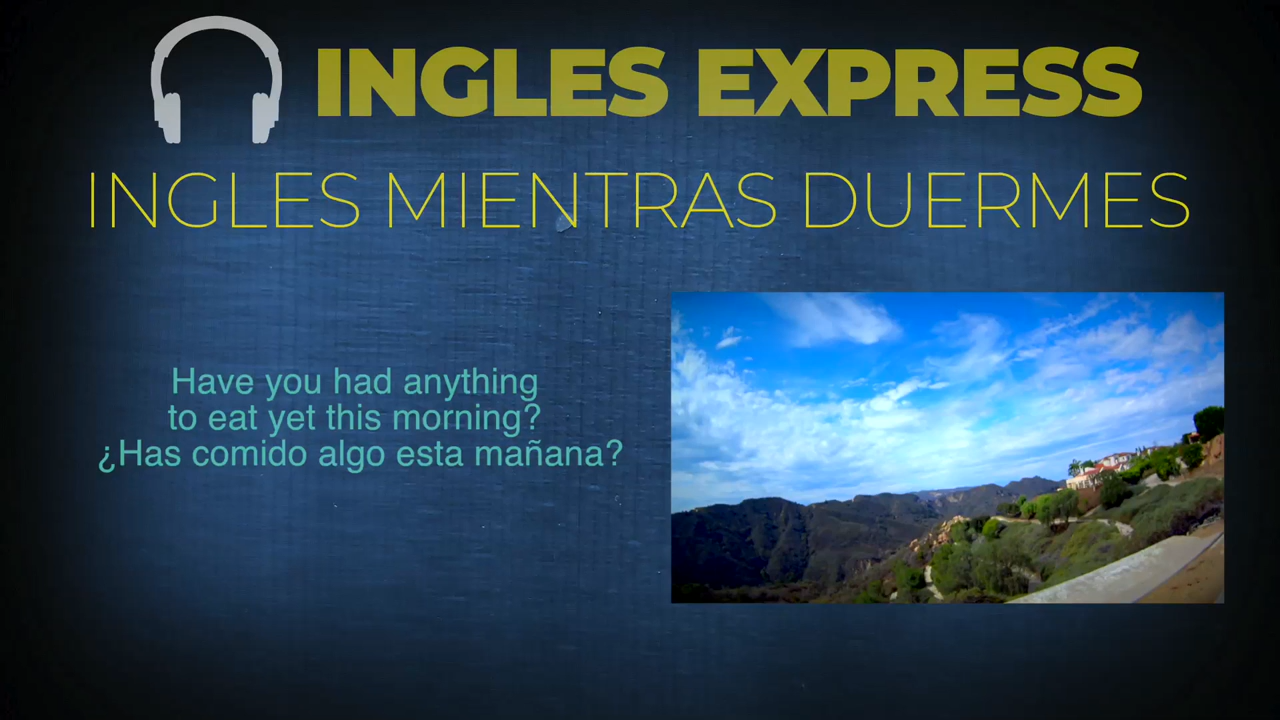 INGLES EXPRESS
INGLES MIENTRAS DUERMES
Have you had anything
to eat yet this morning?
¿Has comido algo esta mañana?